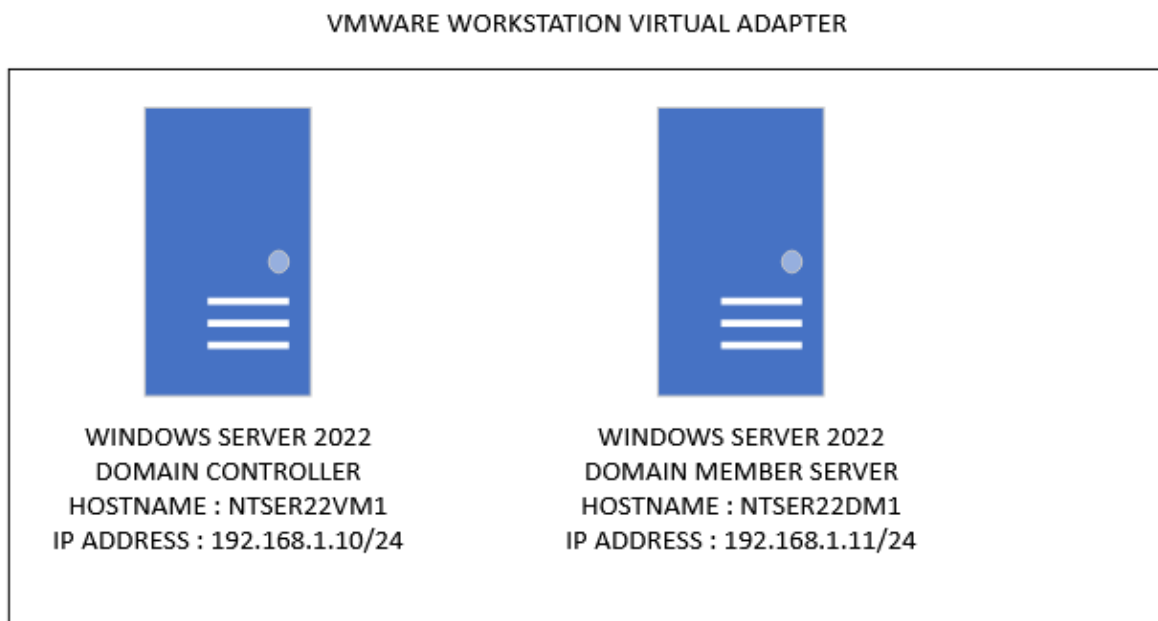 VMWARE WORKSTATION VIRTUAL ADAPTER
WINDOWS SERVER 2022
DOMAIN CONTROLLER
HOSTNAME : NTSER22VM1
IP ADDRESS : 192.168.1.10/24
WINDOWS SERVER 2022
DOMAIN MEMBER SERVER
HOSTNAME : NTSER22DM1
IP ADDRESS : 192.168.1.11/24